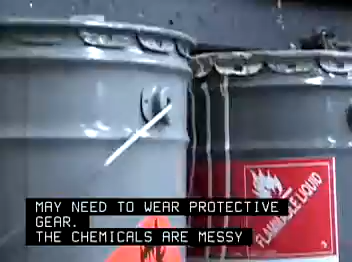 MAY NEED TO WEAR PROTECTIVE
GEAR.
THE CHEMICALS ARE MESSY
FLAMMABLE LIQUID